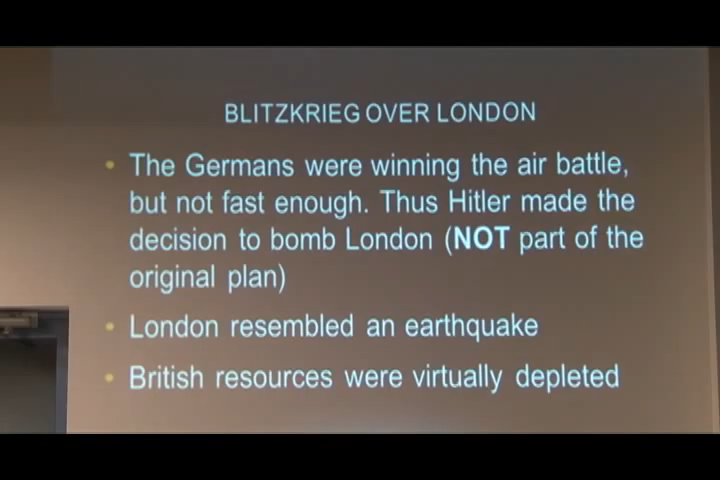 BLITZKRIEG OVER LONDON
• The Germans were winning the air battle,
but not fast enough. Thus Hitler made the
decision to bomb London (NOT part of the
original plan)
• London resembled an earthquake
• British resources were virtually depleted